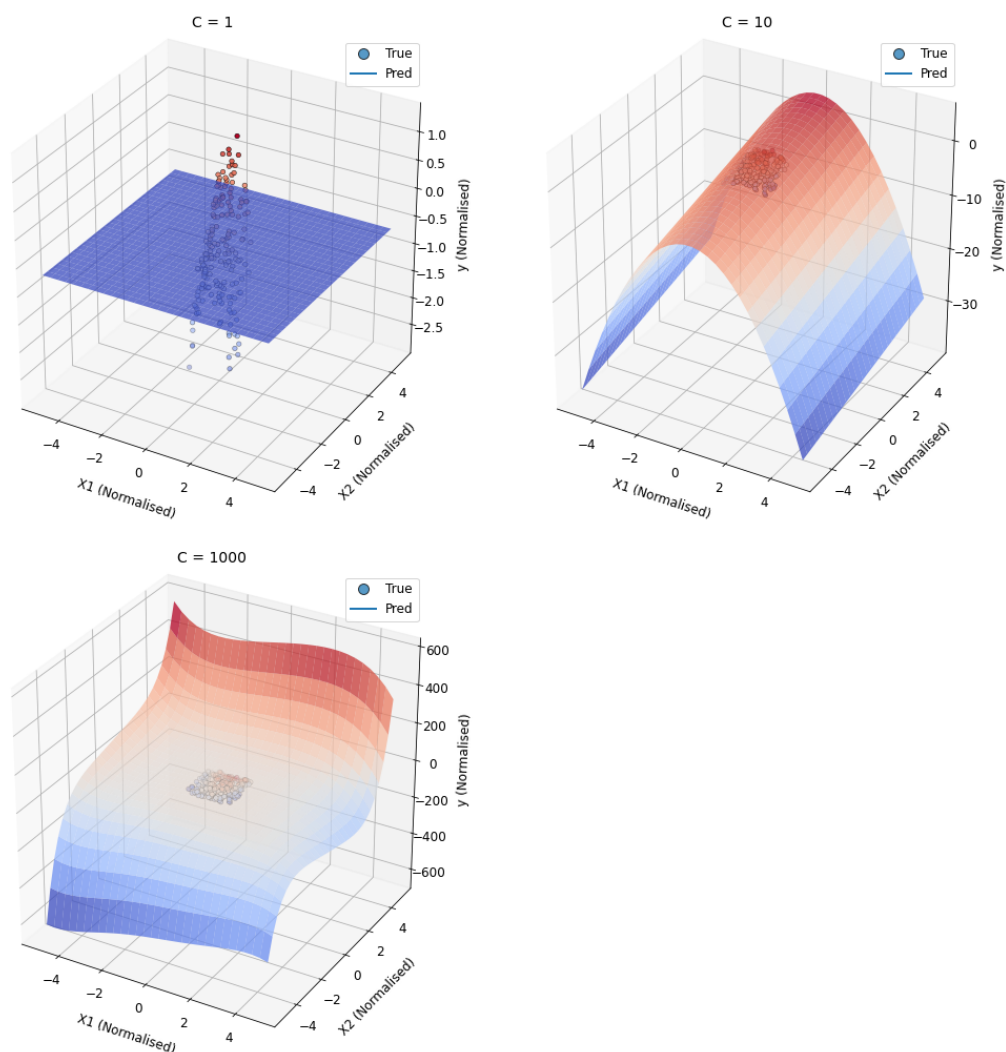 C = 1
True
Pred
1.0
0.5
0.0
−0.5
−1.0
−1.5
−2.0
−2.5
y (Normalised)
−4
−2
0
2
4
X1 (Normalised)
−4
−2
0
2
4
X2 (Normalised)
C = 10
True
Pred
0
−10
−20
−30
y (Normalised)
−4
−2
0
2
4
X1 (Normalised)
−4
−2
0
2
4
X2 (Normalised)
C = 1000
True
Pred
600
400
200
0
−200
−400
−600
y (Normalised)
−4
−2
0
2
4
X1 (Normalised)
−4
−2
0
2
4
X2 (Normalised)